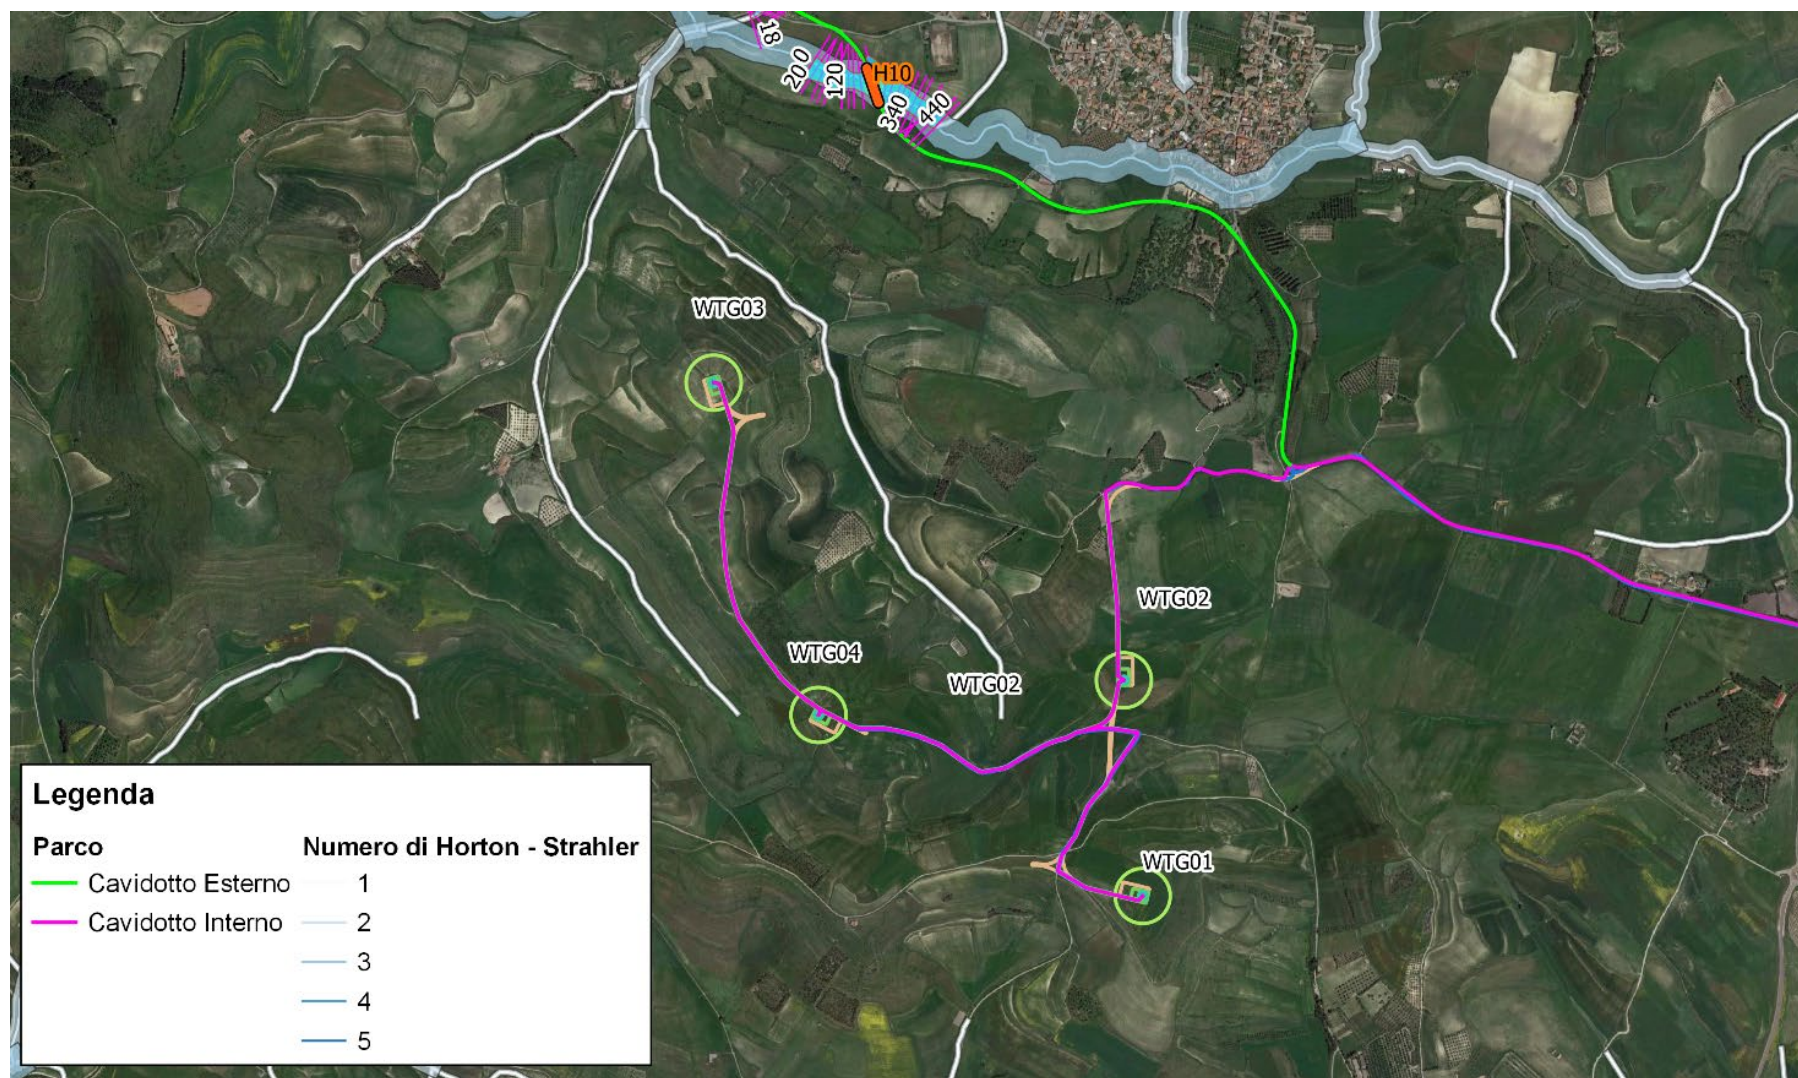 18
200
120
H10
340
440
WTG03
WTG02
WTG04
WTG02
WTG01
Legenda
Parco
Cavidotto Esterno
Cavidotto Interno
Numero di Horton - Strahler
1
2
3
4
5